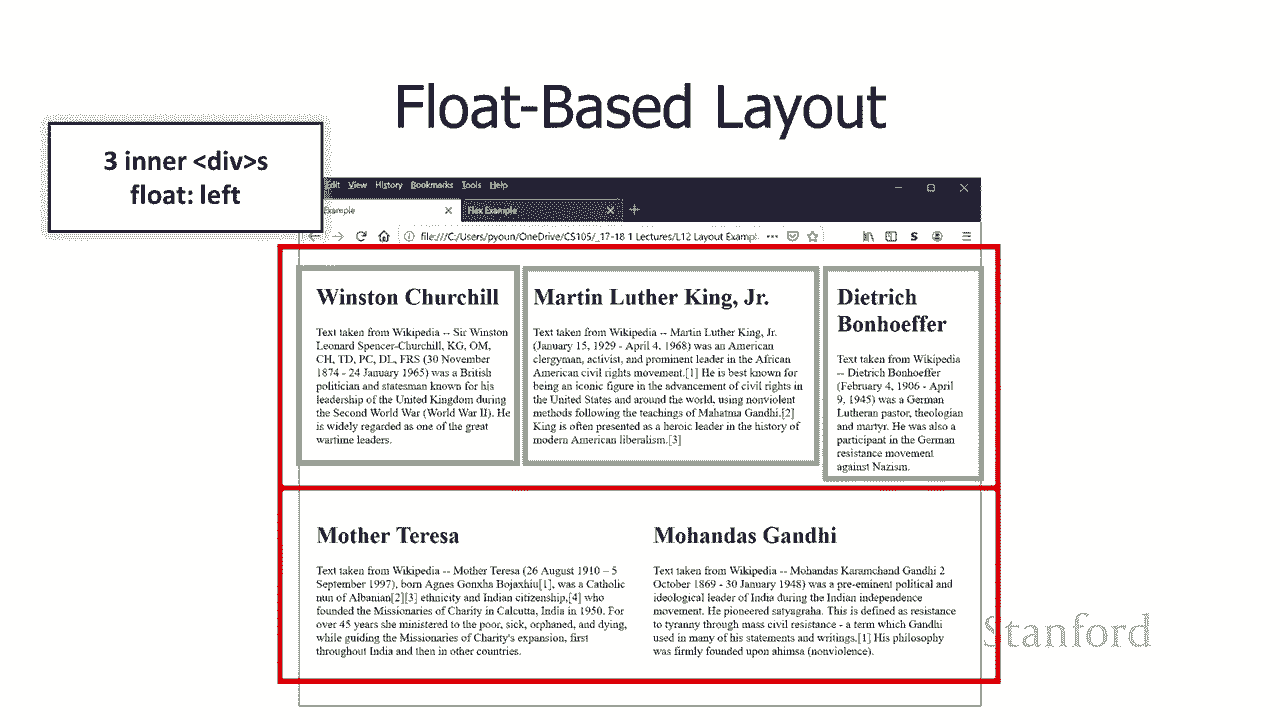 Float-Based Layout
3 inner <div>s
float: left
Edit View History Bookmarks Tools Help
Example
Flex Example
file:///C:/Users/pyoun/OneDrive/CS105/_17-18 1 Lectures/L12 Layout Exampl
Winston Churchill
Text taken from Wikipedia -- Sir Winston
Leonard Spencer-Churchill, KG, OM,
CH, TD, PC, DL, FRS (30 November
1874 - 24 January 1965) was a British
politician and statesman known for his
leadership of the United Kingdom during
the Second World War (World War II). He
is widely regarded as one of the great
wartime leaders.
Martin Luther King, Jr.
Text taken from Wikipedia -- Martin Luther King, Jr.
(January 15, 1929 - April 4, 1968) was an American
clergyman, activist, and prominent leader in the African
American civil rights movement.[1] He is best known for
being an iconic figure in the advancement of civil rights in
the United States and around the world, using nonviolent
methods following the teachings of Mahatma Gandhi.[2]
King is often presented as a heroic leader in the history of
modern American liberalism.[3]
Dietrich
Bonhoeffer
Text taken from Wikipedia
-- Dietrich Bonhoeffer
(February 4, 1906 - April
9, 1945) was a German
Lutheran pastor, theologian
and martyr. He was also a
participant in the German
resistance movement
against Nazism.
Mother Teresa
Text taken from Wikipedia -- Mother Teresa (26 August 1910 – 5
September 1997), born Agnes Gonxha Bojaxhiu[1], was a Catholic
nun of Albanian[2][3] ethnicity and Indian citizenship,[4] who
founded the Missionaries of Charity in Calcutta, India in 1950. For
over 45 years she ministered to the poor, sick, orphaned, and dying,
while guiding the Missionaries of Charity's expansion, first
throughout India and then in other countries.
Mohandas Gandhi
Text taken from Wikipedia -- Mohandas Karamchand Gandhi 2
October 1869 - 30 January 1948) was a pre-eminent political and
ideological leader of India during the Indian independence
movement. He pioneered satyagraha. This is defined as resistance
to tyranny through mass civil resistance - a term which Gandhi
used in many of his statements and writings.[1] His philosophy
was firmly founded upon ahimsa (nonviolence).
Stanford